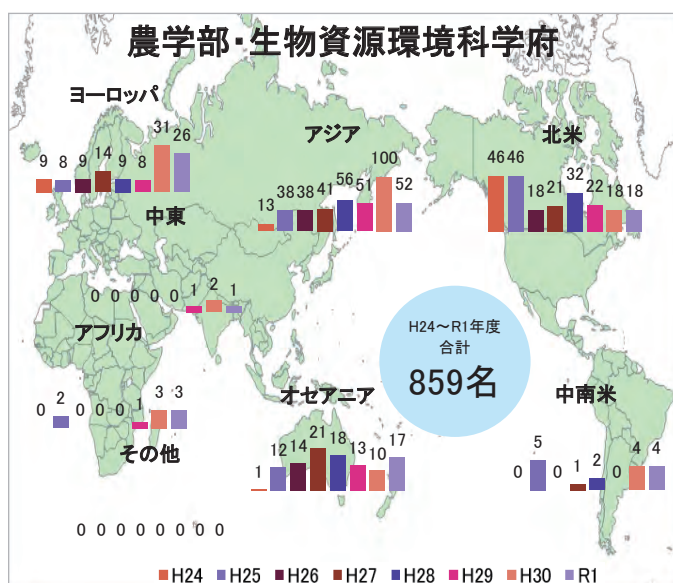 農学部・生物資源環境科学府
ヨーロッパ
9 8 9 14 9 8 31 26
アジア
13 38 38 41 56 51 100 52
北米
46 46 18 21 32 22 18 18
中東
0 0 0 0 0 1 2 1
アフリカ
0 2 0 0 0 1 3 3
H24～R1年度
合計
859名
オセアニア
1 12 14 21 18 13 10 17
中南米
0 5 0 1 2 0 4 4
その他
0 0 0 0 0 0 0 0
H24 H25 H26 H27 H28 H29 H30 R1